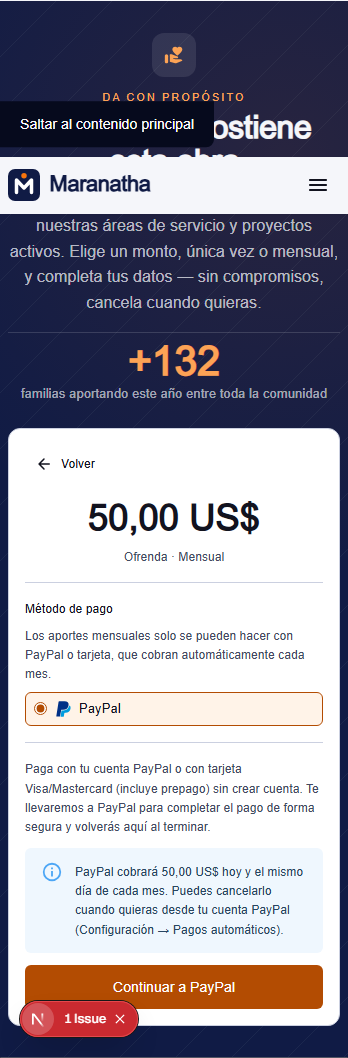 DA CON PROPÓSITO
Saltar al contenido principal
ostiene
Maranatha
nuestras áreas de servicio y proyectos
activos. Elige un monto, única vez o mensual,
y completa tus datos — sin compromisos,
cancela cuando quieras.
+132
familias aportando este año entre toda la comunidad
Volver
50,00 US$
Ofrenda · Mensual
Método de pago
Los aportes mensuales solo se pueden hacer con
PayPal o tarjeta, que cobran automáticamente cada
mes.
PayPal
Paga con tu cuenta PayPal o con tarjeta
Visa/Mastercard (incluye prepago) sin crear cuenta. Te
llevaremos a PayPal para completar el pago de forma
segura y volverás aquí al terminar.
PayPal cobrará 50,00 US$ hoy y el mismo
día de cada mes. Puedes cancelarlo
cuando quieras desde tu cuenta PayPal
(Configuración → Pagos automáticos).
Continuar a PayPal
N 1 Issue